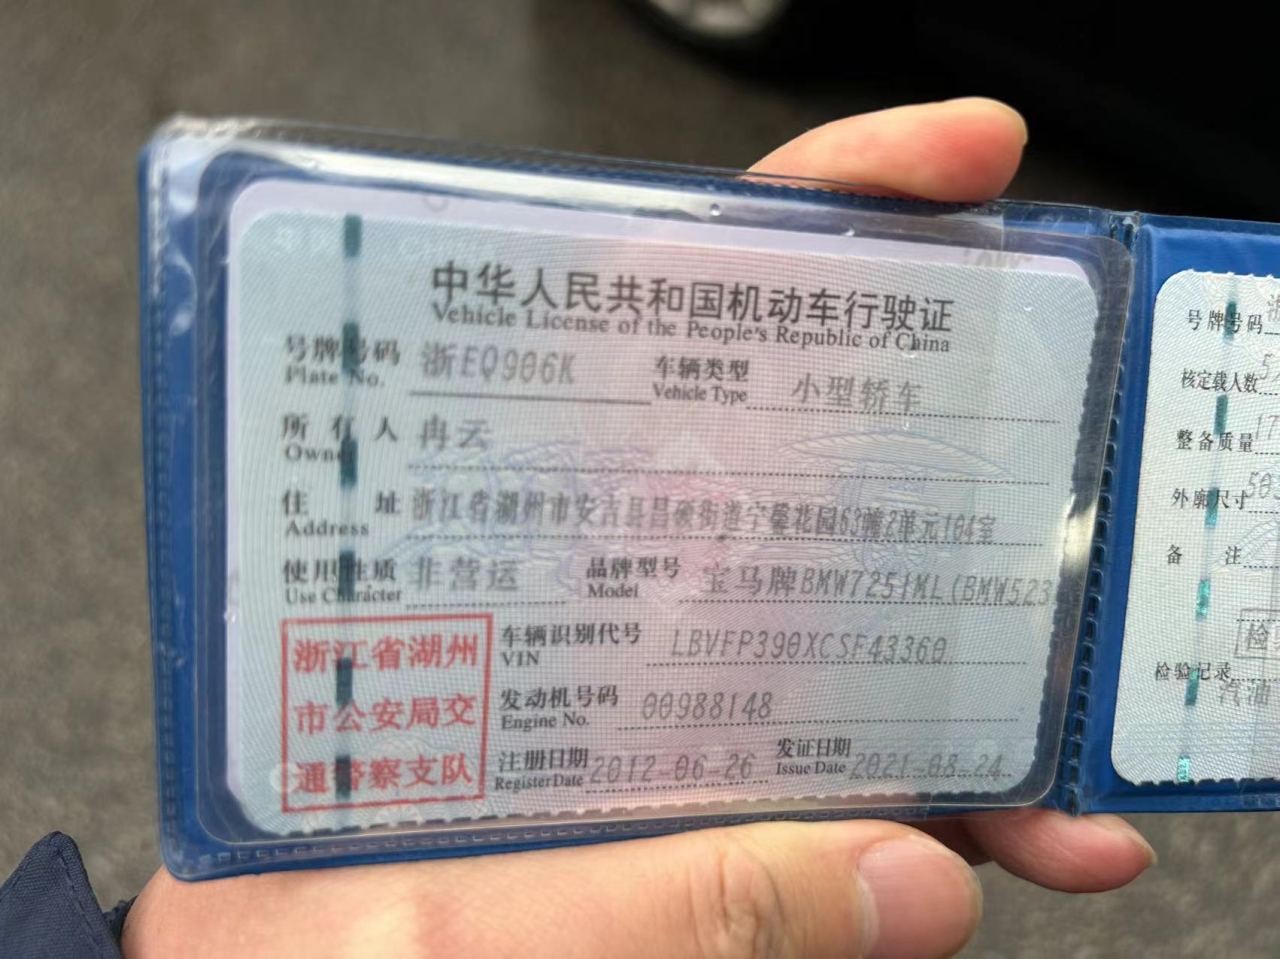 中华人民共和国机动车行驶证
Vehicle License of the People's Republic of China
号牌号码 浙EQ906K 车辆类型 小型轿车
Plate No. Vehicle Type
所有人 冉云
Owner
住址 浙江省湖州市安吉县昌硕街道宁馨花园63幢2单元104室
Address
使用性质 非营运 品牌型号 宝马牌BMW7251ML(BMW523
Use Character Model
浙江省湖州
市公安局交
通警察支队
车辆识别代号 LBVFP390XCSF43360
VIN
发动机号码 00988148
Engine No.
注册日期 2012-06-26 发证日期 2021-08-24
Register Date Issue Date
号牌号码
核定载人数 5
整备质量 17
外廓尺寸 50
备注
检验记录
汽油